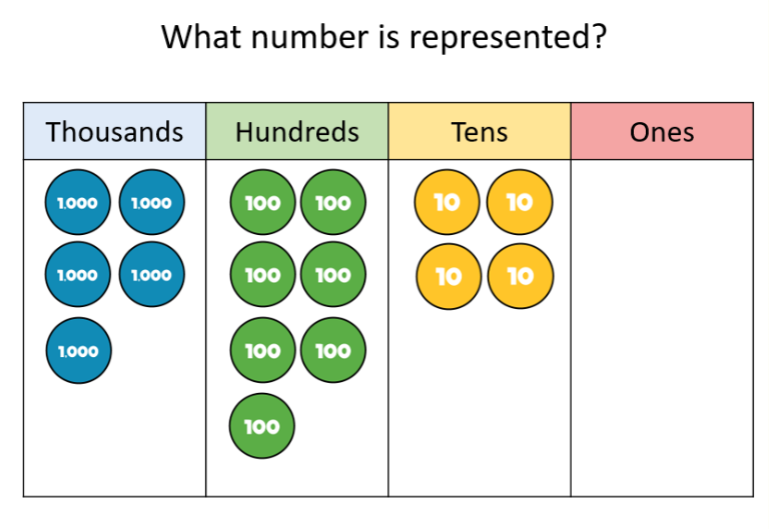 What number is represented?
Thousands Hundreds Tens Ones
1.000 1.000 100 100 10 10
1.000 1.000 100 100 10 10
1.000 100 100
100